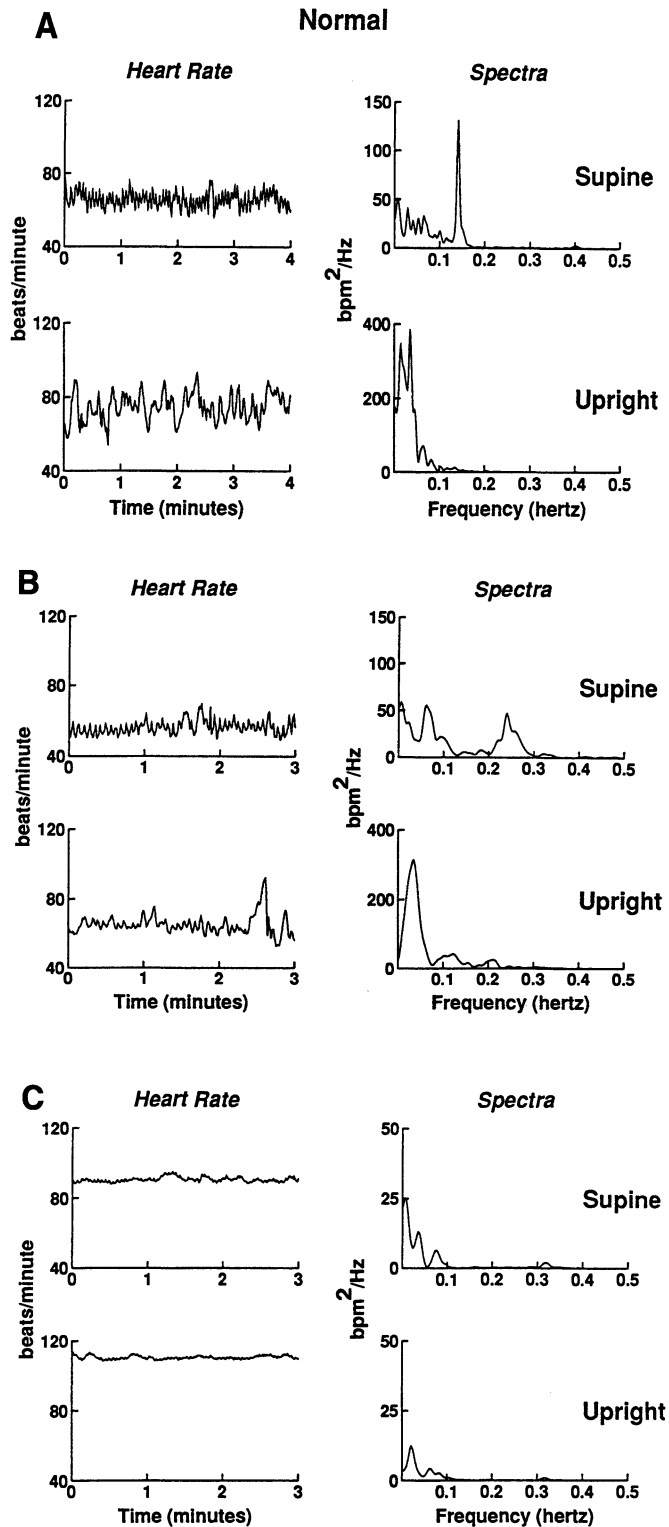 A Normal
Heart Rate Spectra
120
80
40
0 1 2 3 4
beats/minute
150
100
50
0
0.1 0.2 0.3 0.4 0.5
Supine
bpm2/Hz
120
80
40
0 1 2 3 4
Time (minutes)
400
200
0
0.1 0.2 0.3 0.4 0.5
Upright
Frequency (hertz)
B
Heart Rate Spectra
120
80
40
0 1 2 3
beats/minute
150
100
50
0
0.1 0.2 0.3 0.4 0.5
Supine
bpm2/Hz
120
80
40
0 1 2 3
Time (minutes)
400
200
0
0.1 0.2 0.3 0.4 0.5
Upright
Frequency (hertz)
C
Heart Rate Spectra
120
80
40
0 1 2 3
beats/minute
50
25
0
0.1 0.2 0.3 0.4 0.5
Supine
bpm2/Hz
120
80
40
0 1 2 3
Time (minutes)
50
25
0
0.1 0.2 0.3 0.4 0.5
Upright
Frequency (hertz)